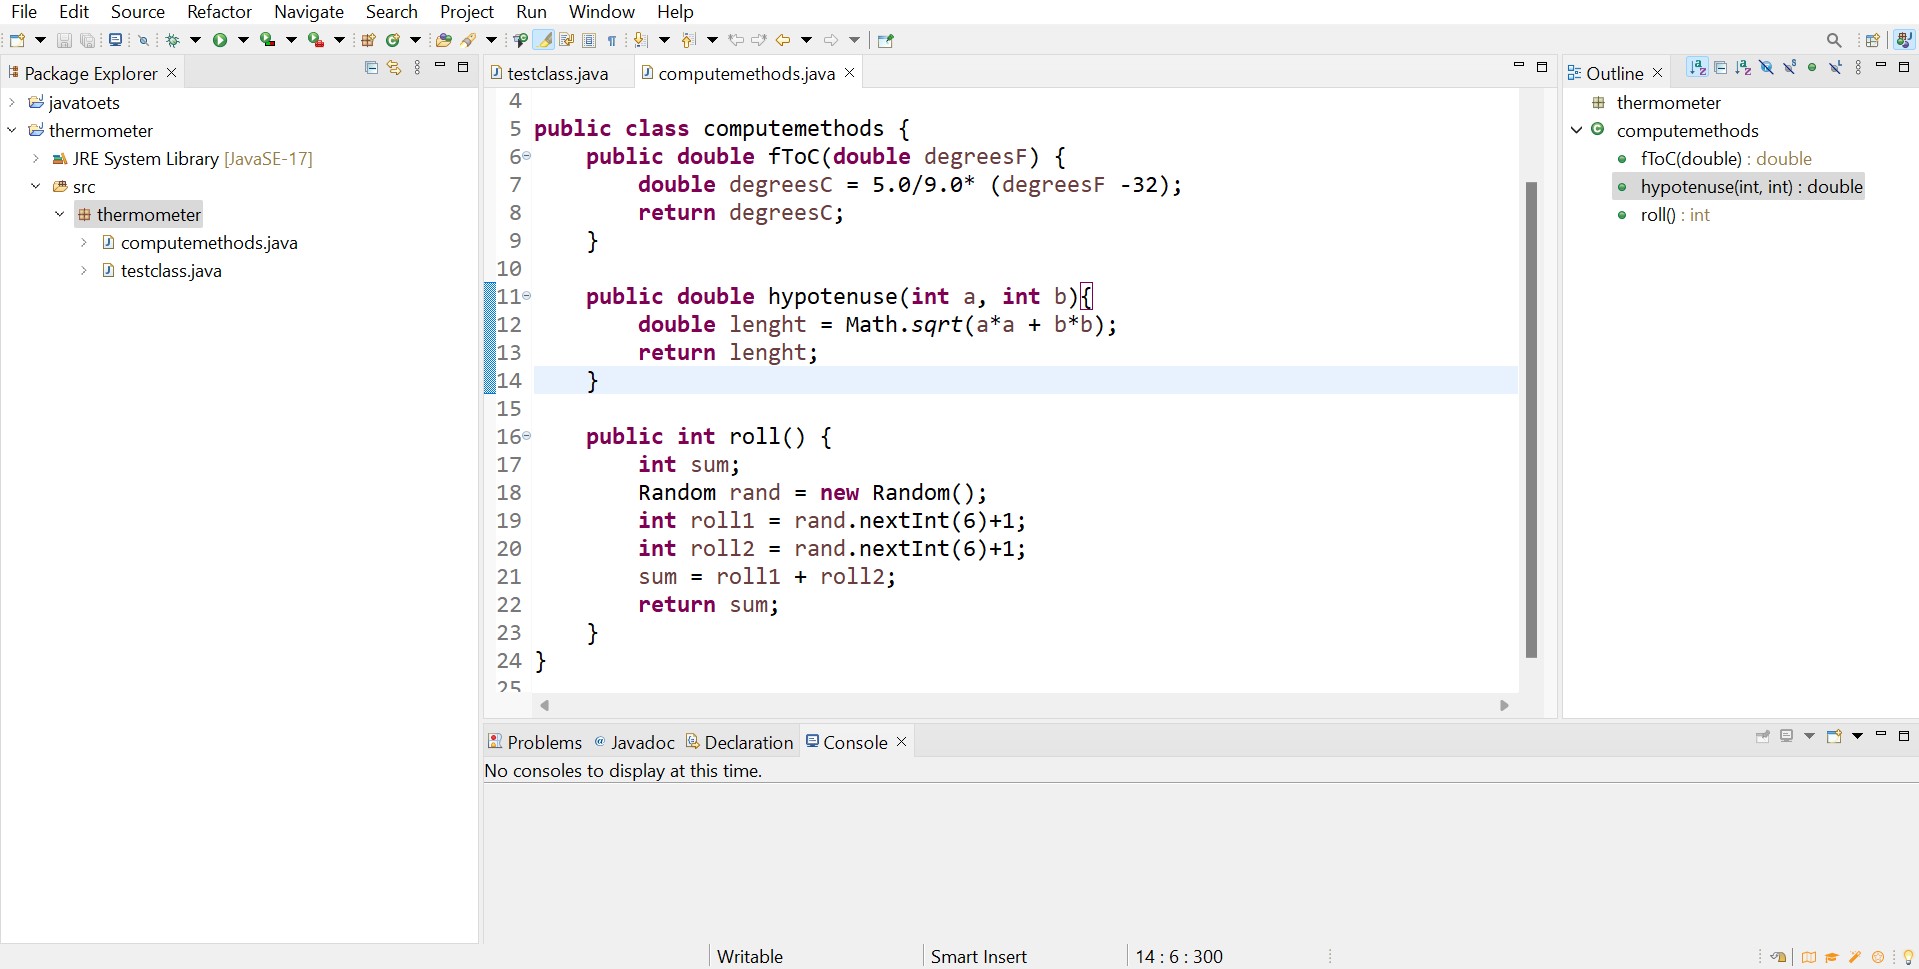 File Edit Source Refactor Navigate Search Project Run Window Help
Package Explorer
javatoets
thermometer
JRE System Library [JavaSE-17]
src
thermometer
computemethods.java
testclass.java
testclass.java computemethods.java
4
5 public class computemethods {
6 public double fToC(double degreesF) {
7 double degreesC = 5.0/9.0* (degreesF -32);
8 return degreesC;
9 }
10
11 public double hypotenuse(int a, int b){
12 double lenght = Math.sqrt(a*a + b*b);
13 return lenght;
14 }
15
16 public int roll() {
17 int sum;
18 Random rand = new Random();
19 int roll1 = rand.nextInt(6)+1;
20 int roll2 = rand.nextInt(6)+1;
21 sum = roll1 + roll2;
22 return sum;
23 }
24 }
25
Outline
thermometer
computemethods
fToC(double) : double
hypotenuse(int, int) : double
roll() : int
Problems @ Javadoc Declaration Console
No consoles to display at this time.
Writable Smart Insert 14 : 6 : 300